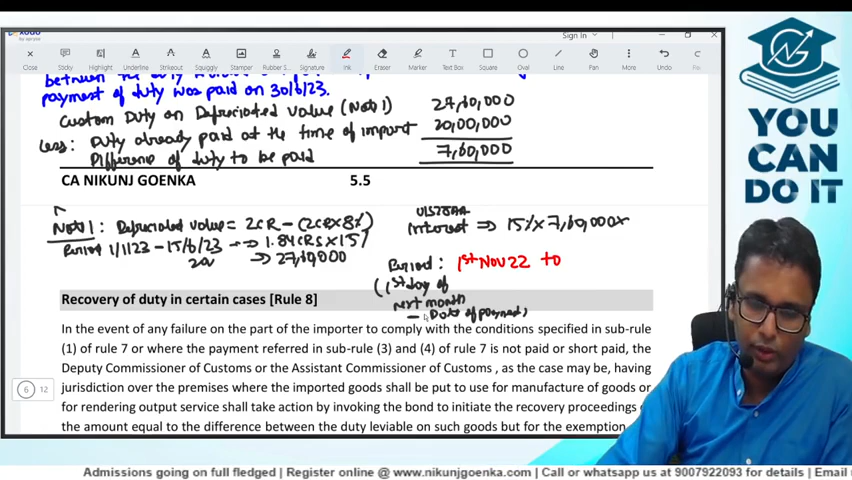 Sign In
Close Sticky Highlight Underline Strikeout Squiggly Stamper Rubber S... Signature Ink Eraser Marker Text Box Square Oval Line Pan More Undo Redo
payment of duty was paid on 30/6/23.
Custom Duty on Depreciated value (Note 1) 27,60,000
Less: Duty already paid at the time of import 20,00,000
Difference of duty to be paid 7,60,000
CA NIKUNJ GOENKA 5.5
Note 1: Depreciated value = 2CR - (2CR×8%)
Period 1/1/23 - 15/6/23 → 1.84 CRS × 15%
→ 27,60,000
Interest ⇒ 15% × 7,60,000 ×
Period: 1st Nov 22 to
(1st day of
next month
- Date of payment)
Recovery of duty in certain cases [Rule 8]
In the event of any failure on the part of the importer to comply with the conditions specified in sub-rule
(1) of rule 7 or where the payment referred in sub-rule (3) and (4) of rule 7 is not paid or short paid, the
Deputy Commissioner of Customs or the Assistant Commissioner of Customs , as the case may be, having
jurisdiction over the premises where the imported goods shall be put to use for manufacture of goods or
for rendering output service shall take action by invoking the bond to initiate the recovery proceedings
the amount equal to the difference between the duty leviable on such goods but for the exemption
6 12
NG
YOU
CAN
DO IT
Admissions going on full fledged | Register online @ www.nikunjgoenka.com | Call or whatsapp us at 9007922093 for details | Email